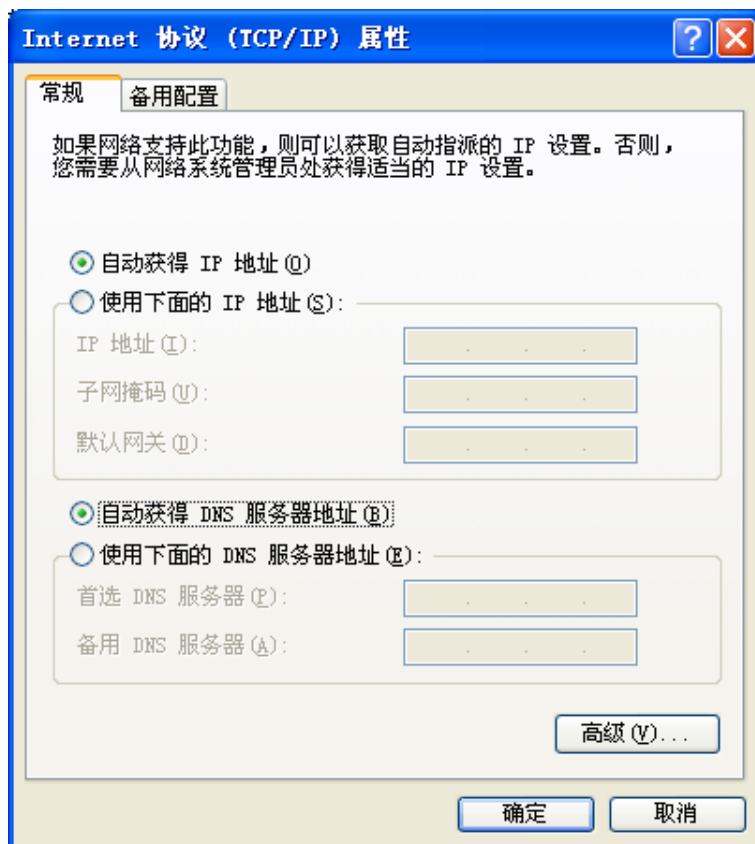 Internet 协议 (TCP/IP) 属性
常规 备用配置
如果网络支持此功能，则可以获取自动指派的 IP 设置。否则，
您需要从网络系统管理员处获得适当的 IP 设置。
自动获得 IP 地址(O)
使用下面的 IP 地址(S):
IP 地址(I):
子网掩码(U):
默认网关(D):
自动获得 DNS 服务器地址(B)
使用下面的 DNS 服务器地址(E):
首选 DNS 服务器(P):
备用 DNS 服务器(A):
高级(V)...
确定 取消